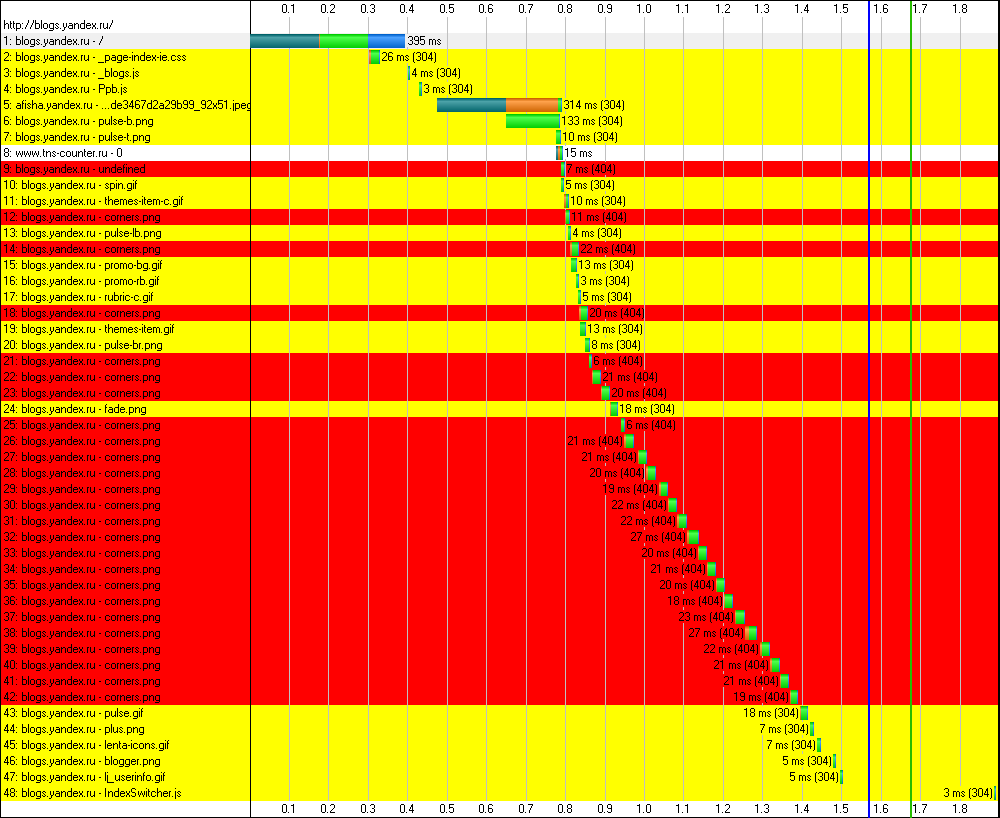 0.1 0.2 0.3 0.4 0.5 0.6 0.7 0.8 0.9 1.0 1.1 1.2 1.3 1.4 1.5 1.6 1.7 1.8
http://blogs.yandex.ru/
1: blogs.yandex.ru - / 395 ms
2: blogs.yandex.ru - _page-index-ie.css 26 ms (304)
3: blogs.yandex.ru - _blogs.js 4 ms (304)
4: blogs.yandex.ru - Ppb.js 3 ms (304)
5: afisha.yandex.ru - ...de3467d2a29b99_92x51.jpeg 314 ms (304)
6: blogs.yandex.ru - pulse-b.png 133 ms (304)
7: blogs.yandex.ru - pulse-t.png 10 ms (304)
8: www.tns-counter.ru - 0 15 ms
9: blogs.yandex.ru - undefined 7 ms (404)
10: blogs.yandex.ru - spin.gif 5 ms (304)
11: blogs.yandex.ru - themes-item-c.gif 10 ms (304)
12: blogs.yandex.ru - corners.png 11 ms (404)
13: blogs.yandex.ru - pulse-lb.png 4 ms (304)
14: blogs.yandex.ru - corners.png 22 ms (404)
15: blogs.yandex.ru - promo-bg.gif 13 ms (304)
16: blogs.yandex.ru - promo-rb.gif 3 ms (304)
17: blogs.yandex.ru - rubric-c.gif 5 ms (304)
18: blogs.yandex.ru - corners.png 20 ms (404)
19: blogs.yandex.ru - themes-item.gif 13 ms (304)
20: blogs.yandex.ru - pulse-br.png 8 ms (304)
21: blogs.yandex.ru - corners.png 6 ms (404)
22: blogs.yandex.ru - corners.png 21 ms (404)
23: blogs.yandex.ru - corners.png 20 ms (404)
24: blogs.yandex.ru - fade.png 18 ms (304)
25: blogs.yandex.ru - corners.png 6 ms (404)
26: blogs.yandex.ru - corners.png 21 ms (404)
27: blogs.yandex.ru - corners.png 21 ms (404)
28: blogs.yandex.ru - corners.png 20 ms (404)
29: blogs.yandex.ru - corners.png 19 ms (404)
30: blogs.yandex.ru - corners.png 22 ms (404)
31: blogs.yandex.ru - corners.png 22 ms (404)
32: blogs.yandex.ru - corners.png 27 ms (404)
33: blogs.yandex.ru - corners.png 20 ms (404)
34: blogs.yandex.ru - corners.png 21 ms (404)
35: blogs.yandex.ru - corners.png 20 ms (404)
36: blogs.yandex.ru - corners.png 18 ms (404)
37: blogs.yandex.ru - corners.png 23 ms (404)
38: blogs.yandex.ru - corners.png 27 ms (404)
39: blogs.yandex.ru - corners.png 22 ms (404)
40: blogs.yandex.ru - corners.png 21 ms (404)
41: blogs.yandex.ru - corners.png 21 ms (404)
42: blogs.yandex.ru - corners.png 19 ms (404)
43: blogs.yandex.ru - pulse.gif 18 ms (304)
44: blogs.yandex.ru - plus.png 7 ms (304)
45: blogs.yandex.ru - lenta-icons.gif 7 ms (304)
46: blogs.yandex.ru - blogger.png 5 ms (304)
47: blogs.yandex.ru - lj_userinfo.gif 5 ms (304)
48: blogs.yandex.ru - IndexSwitcher.js 3 ms (304)
0.1 0.2 0.3 0.4 0.5 0.6 0.7 0.8 0.9 1.0 1.1 1.2 1.3 1.4 1.5 1.6 1.7 1.8